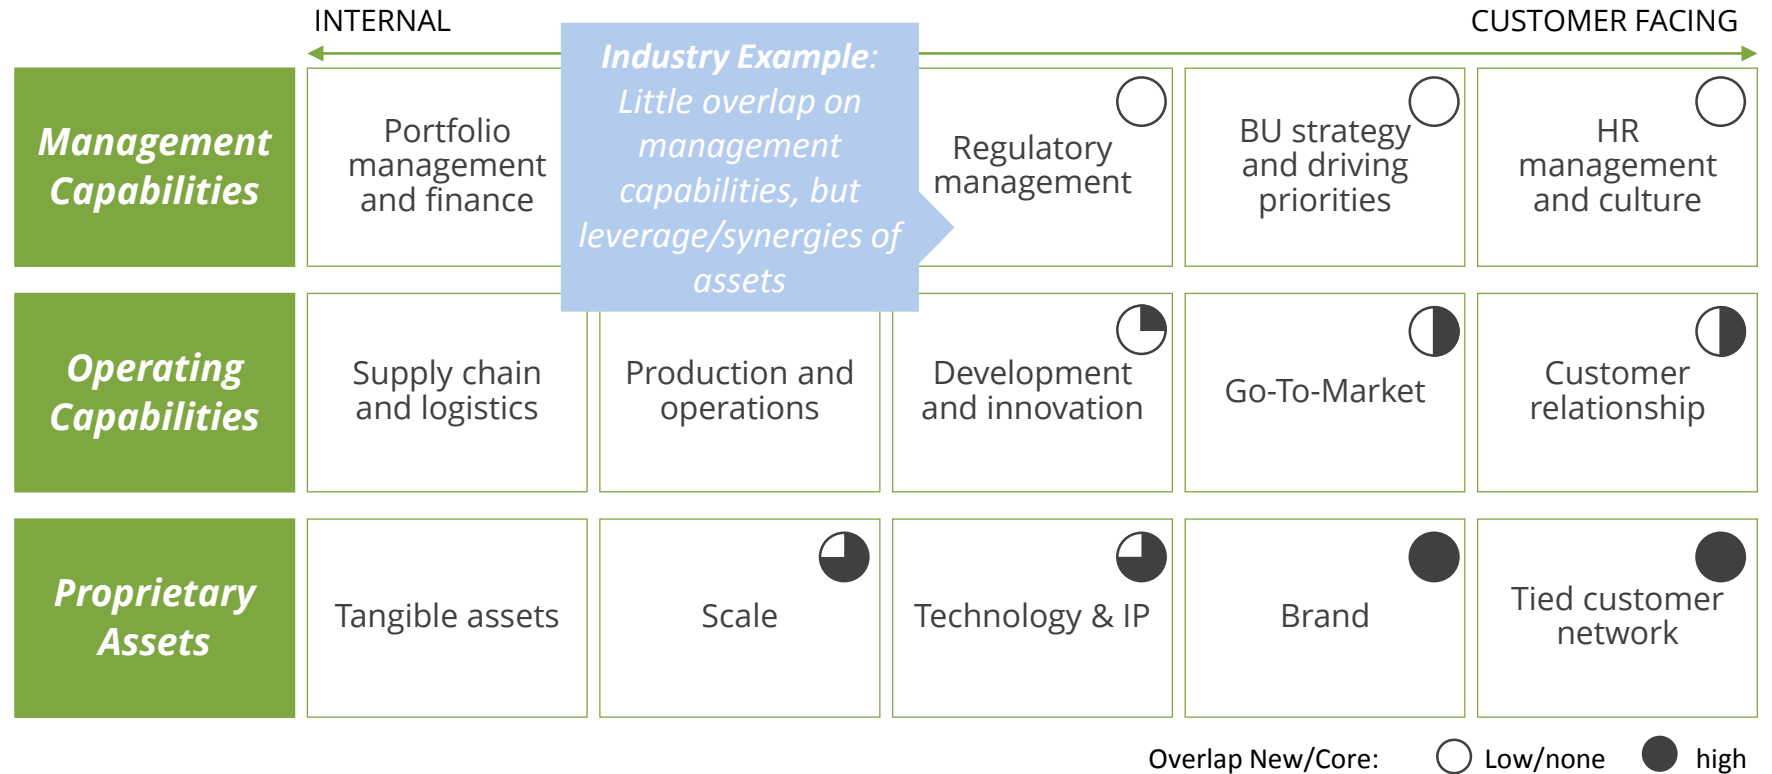 INTERNAL
CUSTOMER FACING
Industry Example:
Little overlap on
management
capabilities, but
leverage/synergies of
assets
Management
Capabilities
Portfolio
management
and finance
Regulatory
management
BU strategy
and driving
priorities
HR
management
and culture
Operating
Capabilities
Supply chain
and logistics
Production and
operations
Development
and innovation
Go-To-Market
Customer
relationship
Proprietary
Assets
Tangible assets
Scale
Technology & IP
Brand
Tied customer
network
Overlap New/Core:
Low/none
high